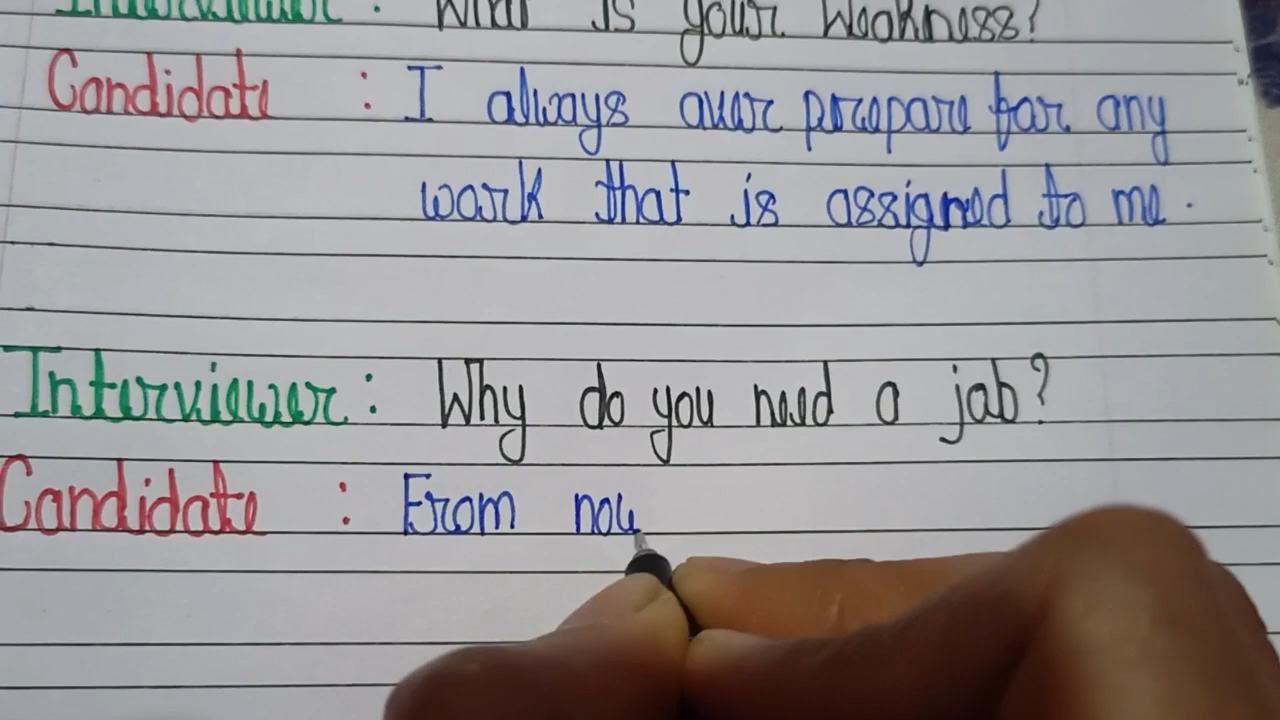 Interviewer : What is your Weakness?
Candidate : I always over prepare for any
work that is assigned to me.
Interviewer : Why do you need a job?
Candidate : From now